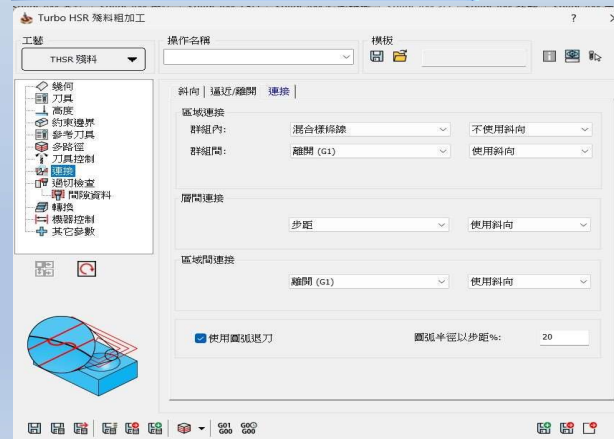 Turbo HSR 殘料粗加工
?
工藝
操作名稱
模板
THSR 殘料
幾何
刀具
高度
約束邊界
參考刀具
多路徑
刀具控制
連接
過切檢查
間隙資料
轉換
機器控制
其它參數
斜向 逼近/離開 連接
區域連接
群組內: 混合樣條線 不使用斜向
群組間: 離開 (G1) 使用斜向
層間連接
步距 使用斜向
區域間連接
離開 (G1) 使用斜向
使用圓弧退刀 圓弧半徑以步距%: 20
G01 G00
G00